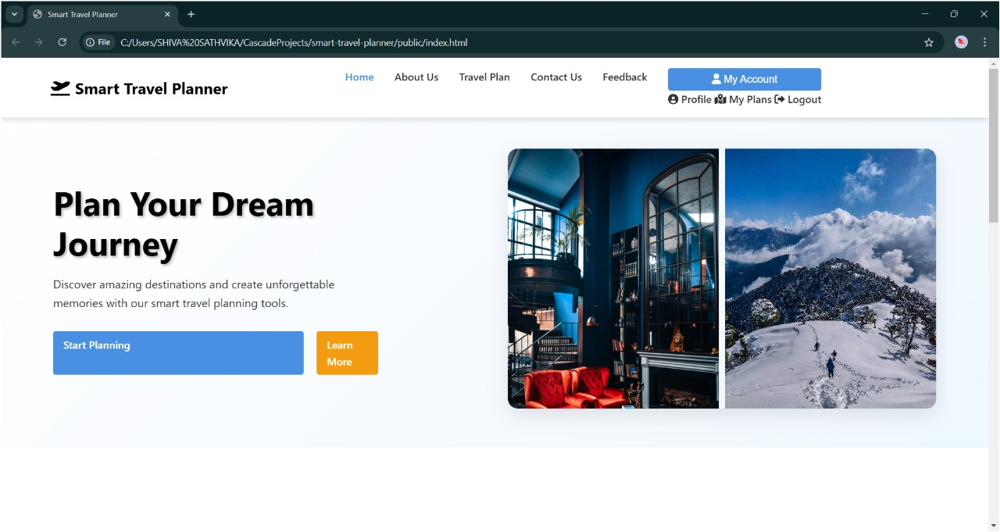 Smart Travel Planner
File C:/Users/SHIVA%20SATHVIKA/CascadeProjects/smart-travel-planner/public/index.html
Smart Travel Planner
Home About Us Travel Plan Contact Us Feedback My Account
Profile My Plans Logout
Plan Your Dream
Journey
Discover amazing destinations and create unforgettable
memories with our smart travel planning tools.
Start Planning
Learn
More